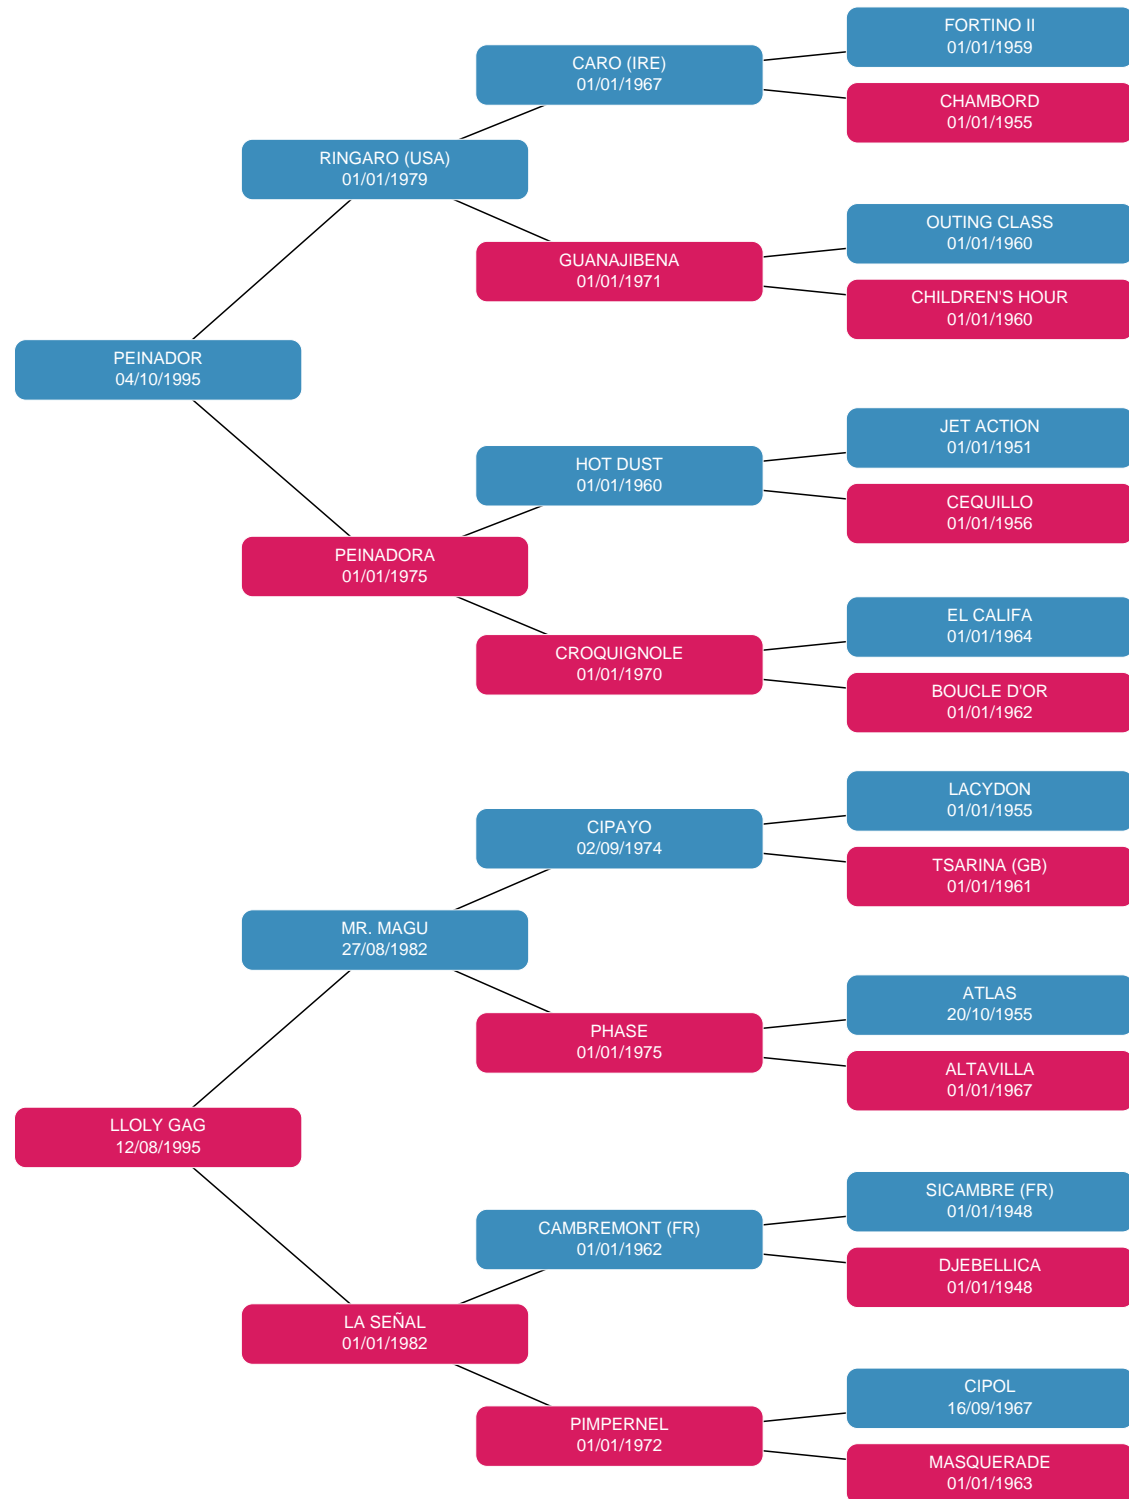 FORTINO II
01/01/1959
CARO (IRE)
01/01/1967
CHAMBORD
01/01/1955
RINGARO (USA)
01/01/1979
OUTING CLASS
01/01/1960
GUANAJIBENA
01/01/1971
CHILDREN'S HOUR
01/01/1960
PEINADOR
04/10/1995
JET ACTION
01/01/1951
HOT DUST
01/01/1960
CEQUILLO
01/01/1956
PEINADORA
01/01/1975
EL CALIFA
01/01/1964
CROQUIGNOLE
01/01/1970
BOUCLE D'OR
01/01/1962
LACYDON
01/01/1955
CIPAYO
02/09/1974
TSARINA (GB)
01/01/1961
MR. MAGU
27/08/1982
ATLAS
20/10/1955
PHASE
01/01/1975
ALTAVILLA
01/01/1967
LLOLY GAG
12/08/1995
SICAMBRE (FR)
01/01/1948
CAMBREMONT (FR)
01/01/1962
DJEBELLICA
01/01/1948
LA SEÑAL
01/01/1982
CIPOL
16/09/1967
PIMPERNEL
01/01/1972
MASQUERADE
01/01/1963